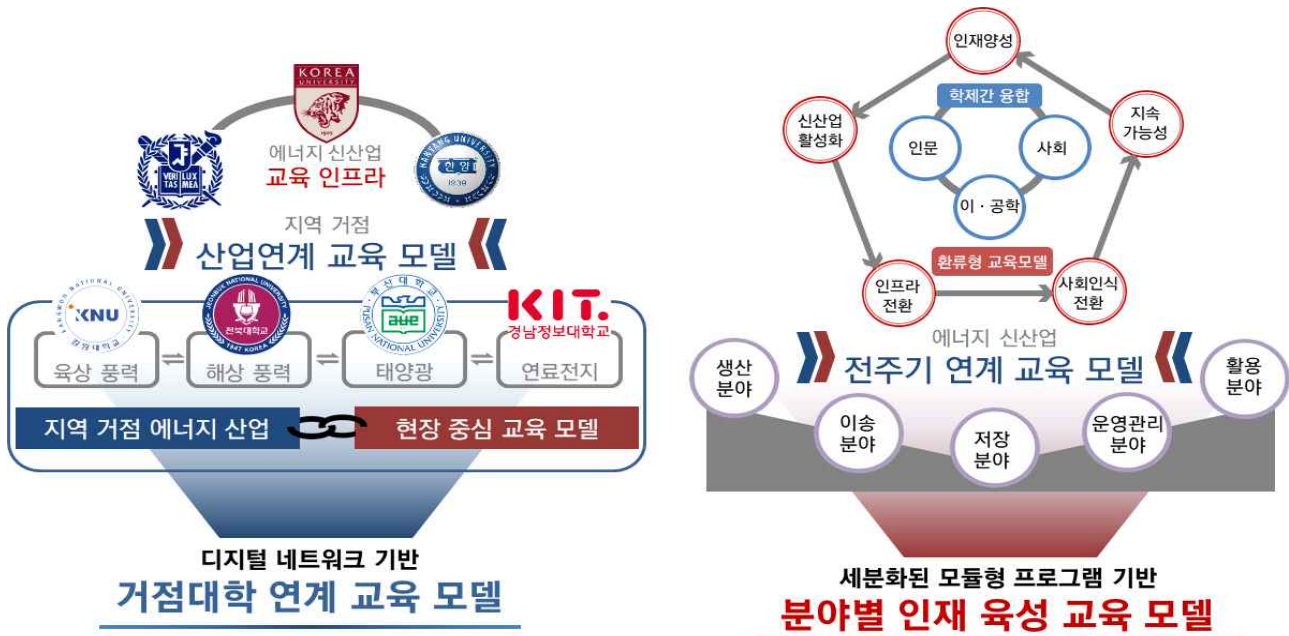 KOREA
UNIVERSITY
VERI
LUX
TAS
MEA
에너지 신산업
교육 인프라
HANYANG UNIVERSITY
한양
1939
지역 거점
산업연계 교육 모델
KANGWON NATIONAL UNIVERSITY
KNU
강원대학교
JEONBUK NATIONAL UNIVERSITY
전북대학교
1947 KOREA
부산대학교
PUSAN NATIONAL UNIVERSITY
KIT.
경남정보대학교
육상 풍력
해상 풍력
태양광
연료전지
지역 거점 에너지 산업
현장 중심 교육 모델
디지털 네트워크 기반
거점대학 연계 교육 모델
인재양성
학제간 융합
신산업
활성화
지속
가능성
인문
사회
이 · 공학
환류형 교육모델
인프라
전환
사회인식
전환
에너지 신산업
전주기 연계 교육 모델
생산
분야
이송
분야
저장
분야
운영관리
분야
활용
분야
세분화된 모듈형 프로그램 기반
분야별 인재 육성 교육 모델